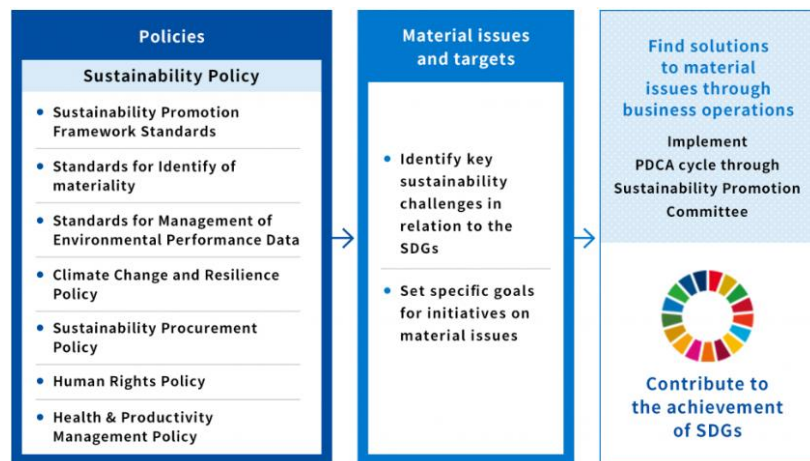 Policies
Sustainability Policy
Sustainability Promotion
Framework Standards
Standards for Identify of
materiality
Standards for Management of
Environmental Performance Data
Climate Change and Resilience
Policy
Sustainability Procurement
Policy
Human Rights Policy
Health & Productivity
Management Policy
Material issues
and targets
Identify key
sustainability
challenges in
relation to the
SDGs
Set specific goals
for initiatives on
material issues
Find solutions
to material
issues through
business operations
Implement
PDCA cycle through
Sustainability Promotion
Committee
Contribute to
the achievement
of SDGs